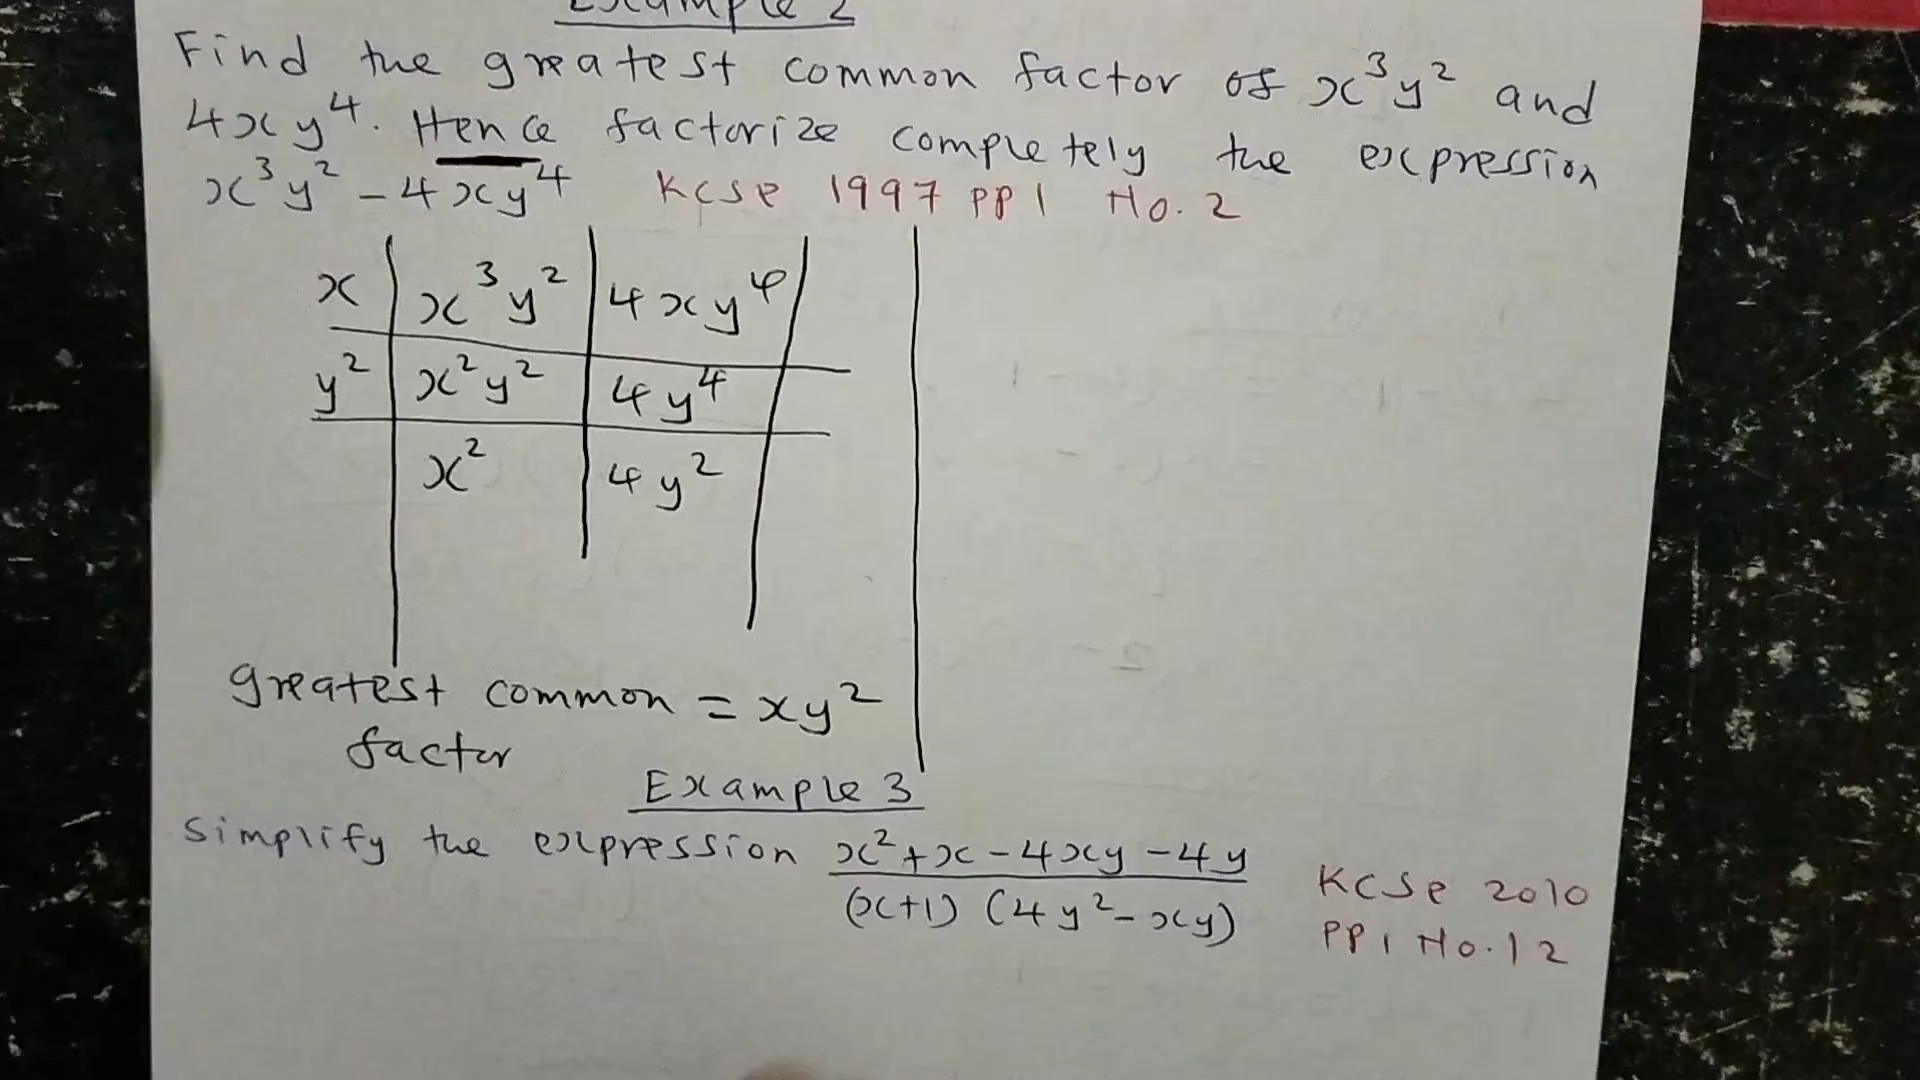 Example 2
Find the greatest common factor of x³y² and
4xy⁴. Hence factorize completely the expression
x³y² - 4xy⁴ KCSE 1997 PP1 No. 2
x x³y² 4xy⁴
y² x²y² 4y⁴
x² 4y²
greatest common = xy²
factor
Example 3
Simplify the expression x²+x-4xy-4y
(x+1) (4y²-xy)
KCSE 2010
PP1 No.12